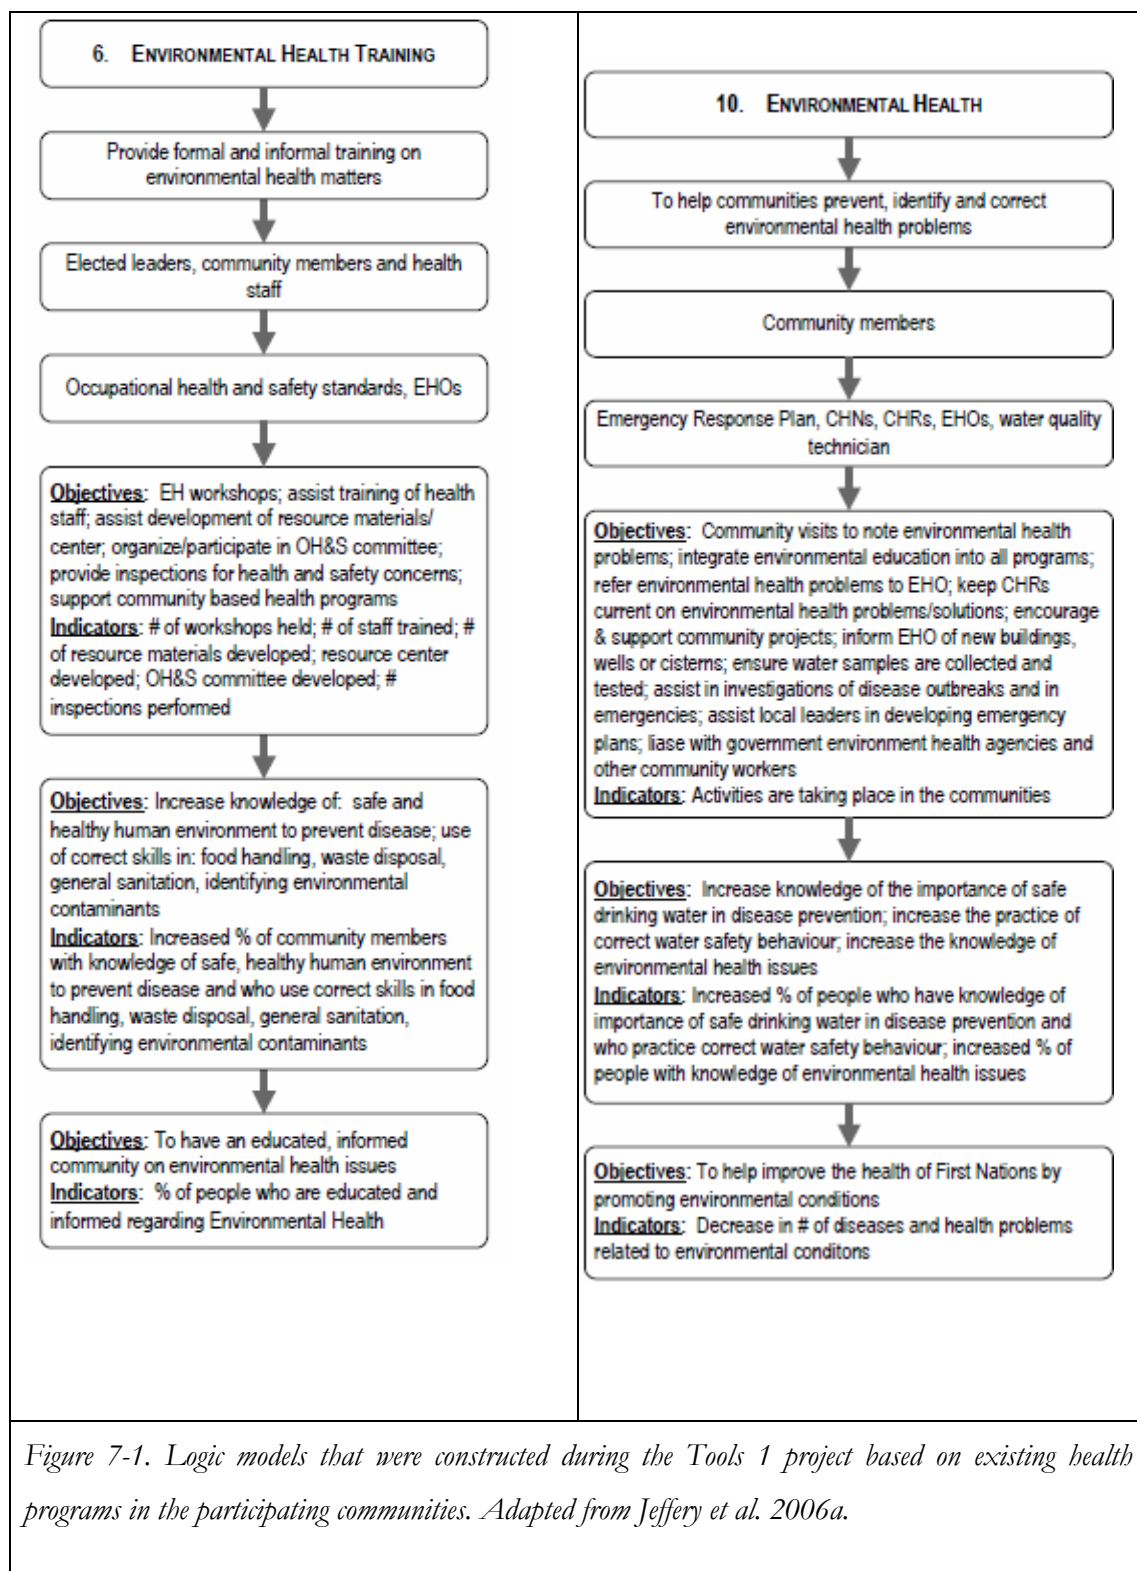 6. ENVIRONMENTAL HEALTH TRAINING
Provide formal and informal training on
environmental health matters
Elected leaders, community members and health
staff
Occupational health and safety standards, EHOs
Objectives: EH workshops; assist training of health
staff; assist development of resource materials/
center; organize/participate in OH&S committee;
provide inspections for health and safety concerns;
support community based health programs
Indicators: # of workshops held; # of staff trained; #
of resource materials developed; resource center
developed; OH&S committee developed; #
inspections performed
Objectives: Increase knowledge of: safe and
healthy human environment to prevent disease; use
of correct skills in: food handling, waste disposal,
general sanitation, identifying environmental
contaminants
Indicators: Increased % of community members
with knowledge of safe, healthy human environment
to prevent disease and who use correct skills in food
handling, waste disposal, general sanitation,
identifying environmental contaminants
Objectives: To have an educated, informed
community on environmental health issues
Indicators: % of people who are educated and
informed regarding Environmental Health
10. ENVIRONMENTAL HEALTH
To help communities prevent, identify and correct
environmental health problems
Community members
Emergency Response Plan, CHNs, CHRs, EHOs, water quality
technician
Objectives: Community visits to note environmental health
problems; integrate environmental education into all programs;
refer environmental health problems to EHO; keep CHRs
current on environmental health problems/solutions; encourage
& support community projects; inform EHO of new buildings,
wells or cisterns; ensure water samples are collected and
tested; assist in investigations of disease outbreaks and in
emergencies; assist local leaders in developing emergency
plans; liase with government environment health agencies and
other community workers
Indicators: Activities are taking place in the communities
Objectives: Increase knowledge of the importance of safe
drinking water in disease prevention; increase the practice of
correct water safety behaviour; increase the knowledge of
environmental health issues
Indicators: Increased % of people who have knowledge of
importance of safe drinking water in disease prevention and
who practice correct water safety behaviour; increased % of
people with knowledge of environmental health issues
Objectives: To help improve the health of First Nations by
promoting environmental conditions
Indicators: Decrease in # of diseases and health problems
related to environmental conditons
Figure 7-1. Logic models that were constructed during the Tools 1 project based on existing health
programs in the participating communities. Adapted from Jeffery et al. 2006a.